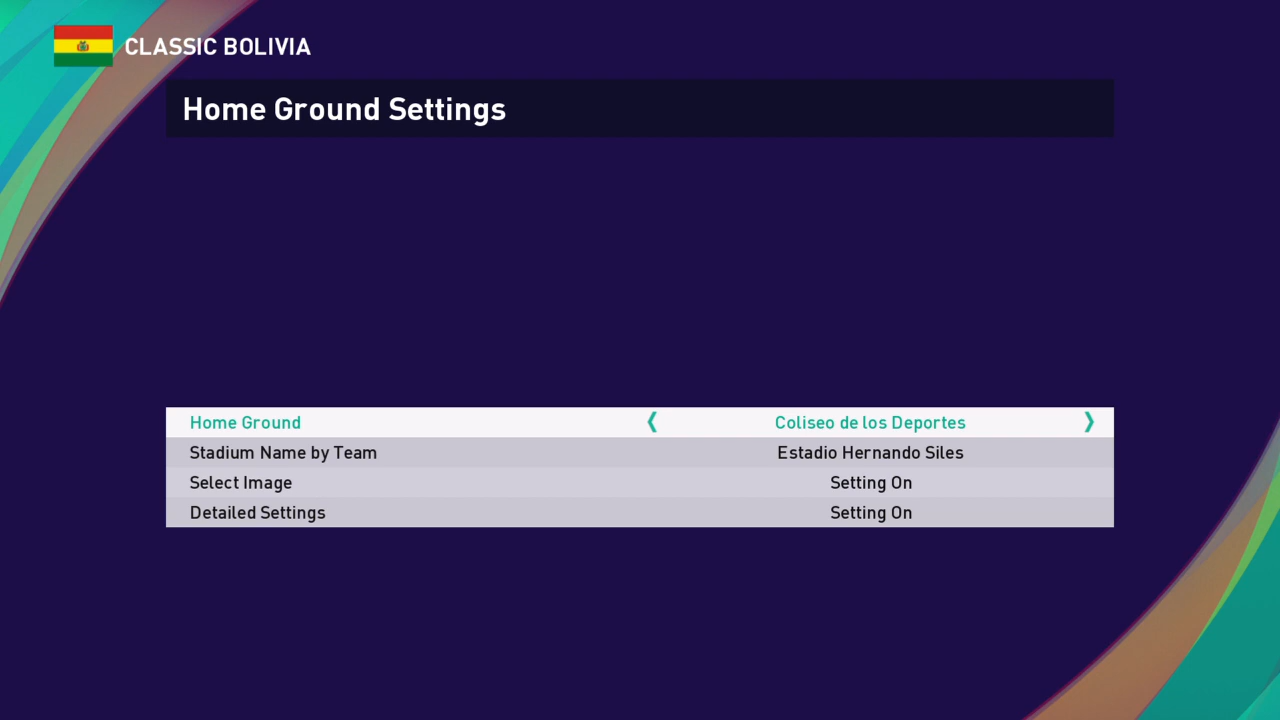 CLASSIC BOLIVIA
Home Ground Settings
Home Ground Coliseo de los Deportes
Stadium Name by Team Estadio Hernando Siles
Select Image Setting On
Detailed Settings Setting On